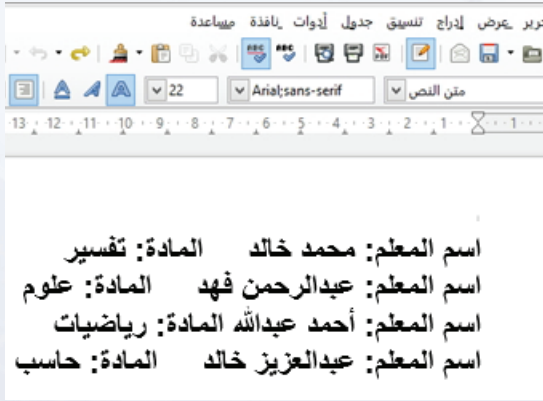 تحرير عرض إدراج تنسيق جدول أدوات نافذة مساعدة
متن النص Arial;sans-serif 22
1 1 2 3 4 5 6 7 8 9 10 11 12 13
اسم المعلم: محمد خالد المادة: تفسير
اسم المعلم: عبدالرحمن فهد المادة: علوم
اسم المعلم: أحمد عبدالله المادة: رياضيات
اسم المعلم: عبدالعزيز خالد المادة: حاسب